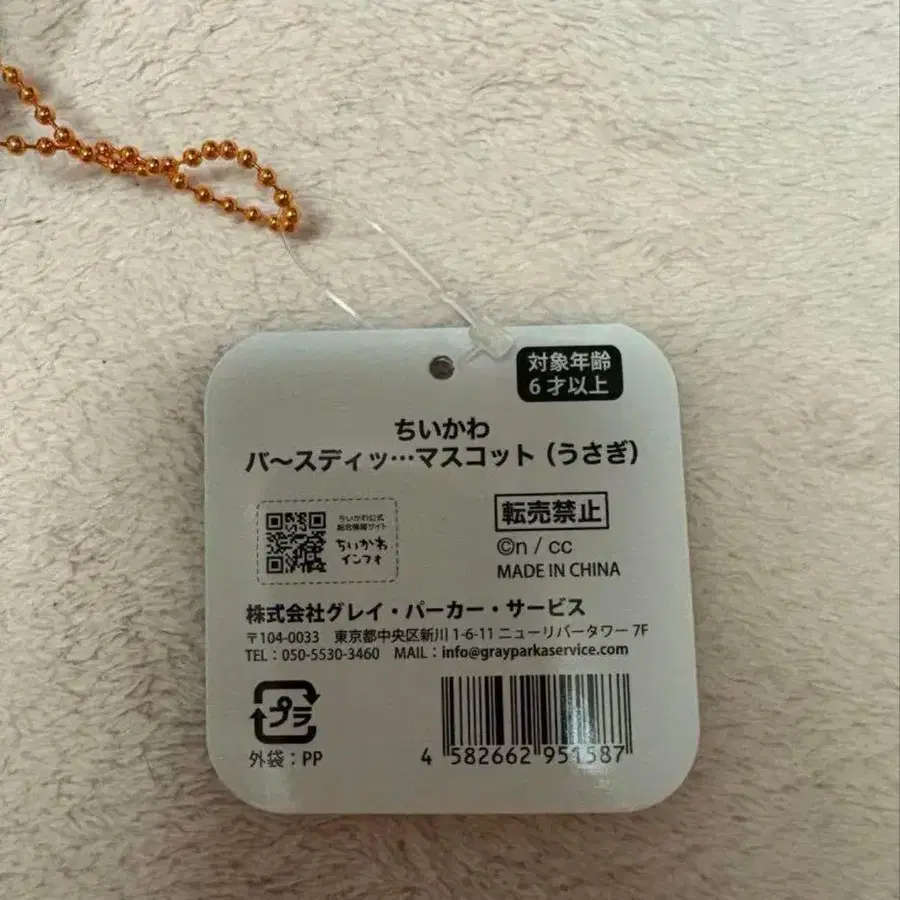 対象年齢
6才以上
ちいかわ
バ〜スディッ…マスコット（うさぎ）
ちいかわ公式
総合情報サイト
ちいかわ
インフォ
転売禁止
©n / cc
MADE IN CHINA
株式会社グレイ・パーカー・サービス
〒104-0033 東京都中央区新川 1-6-11 ニューリバータワー 7F
TEL：050-5530-3460 MAIL：info@grayparkaservice.com
プラ
外袋：PP
4 582662 951587